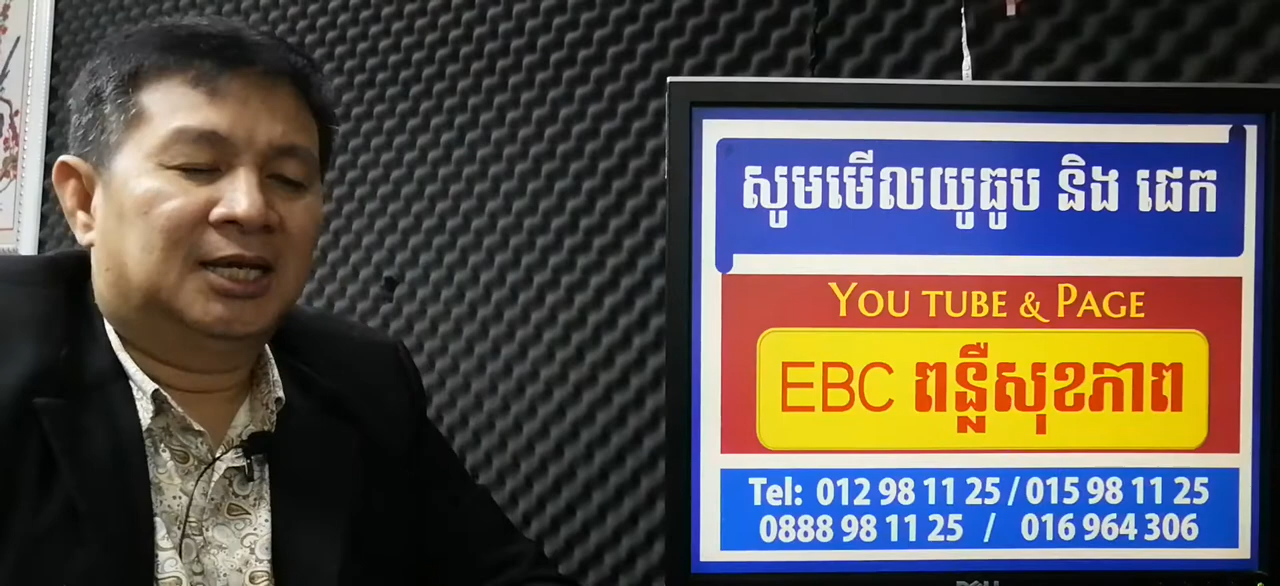 សូមមើលយូធូប និង ផេក
YOU TUBE & PAGE
EBC ពន្លឺសុខភាព
Tel: 012 98 11 25 / 015 98 11 25
0888 98 11 25 / 016 964 306